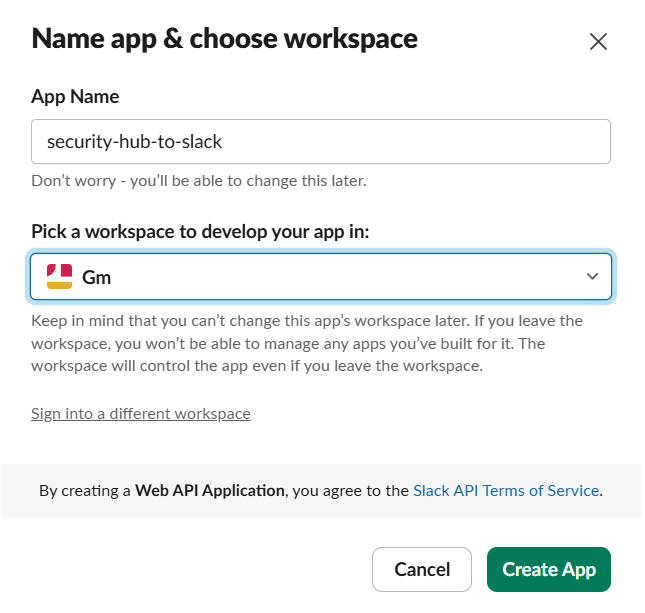 Name app & choose workspace
App Name
security-hub-to-slack
Don't worry - you'll be able to change this later.
Pick a workspace to develop your app in:
Gm
Keep in mind that you can't change this app's workspace later. If you leave the
workspace, you won't be able to manage any apps you've built for it. The
workspace will control the app even if you leave the workspace.
Sign into a different workspace
By creating a Web API Application, you agree to the Slack API Terms of Service.
Cancel Create App